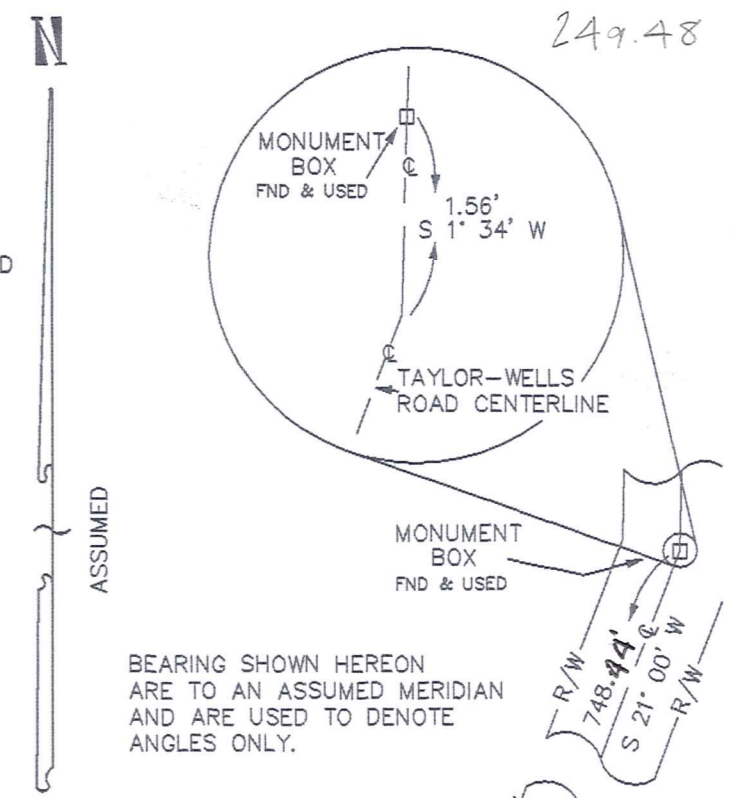 N
249.48
MONUMENT
BOX
FND & USED
℄
1.56'
S 1° 34' W
D
℄
TAYLOR-WELLS
ROAD CENTERLINE
ASSUMED
MONUMENT
BOX
FND & USED
BEARING SHOWN HEREON
ARE TO AN ASSUMED MERIDIAN
AND ARE USED TO DENOTE
ANGLES ONLY.
R/W
748.44'
℄
S 21° 00' W
R/W